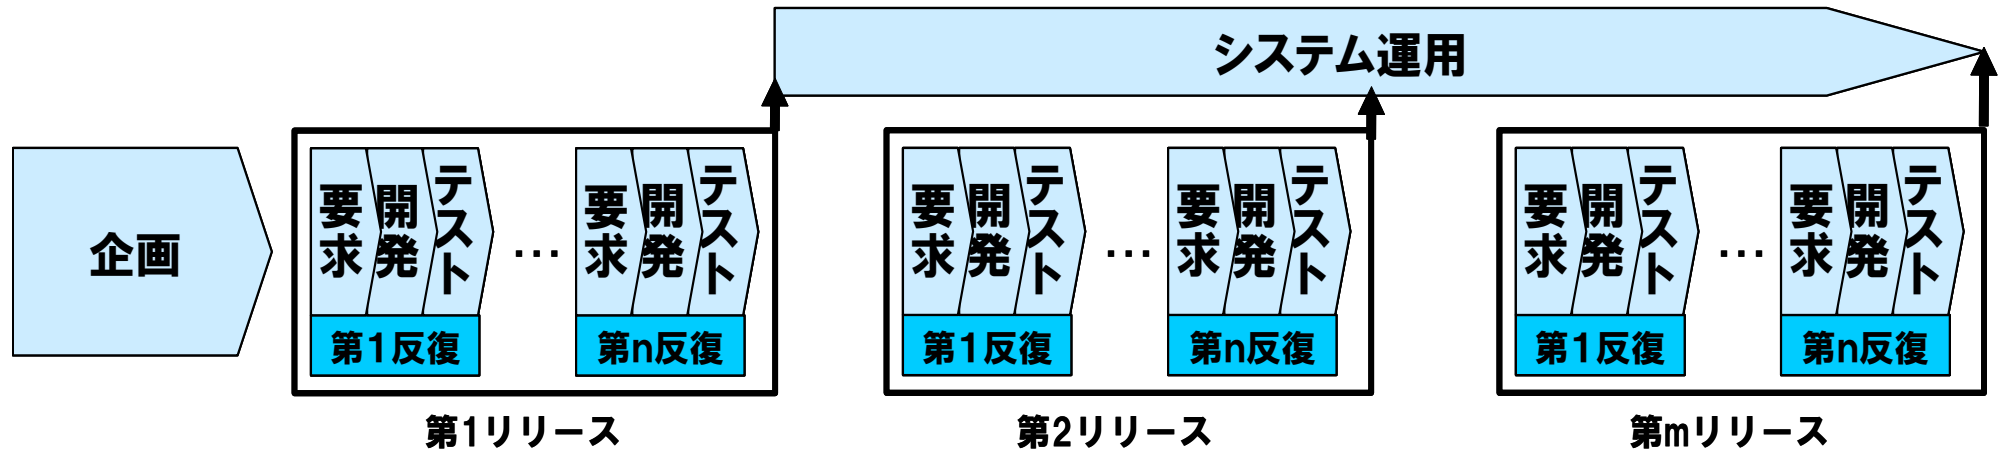 システム運用
企画
要求
開発
テスト
…
要求
開発
テスト
第1反復
第n反復
第1リリース
要求
開発
テスト
…
要求
開発
テスト
第1反復
第n反復
第2リリース
要求
開発
テスト
…
要求
開発
テスト
第1反復
第n反復
第mリリース